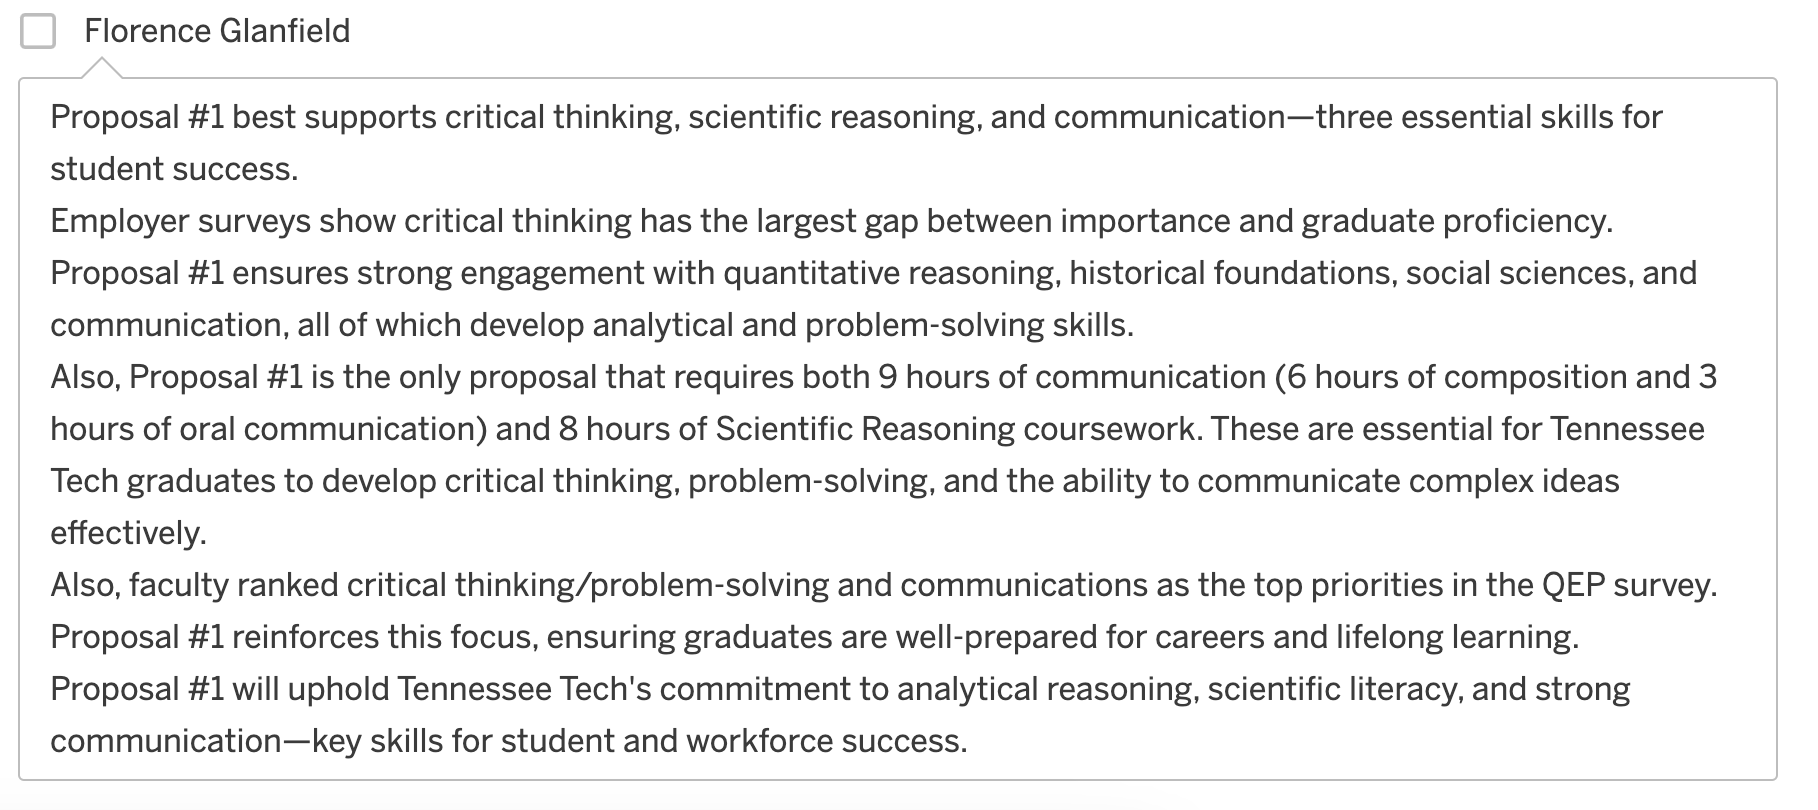 Florence Glanfield
Proposal #1 best supports critical thinking, scientific reasoning, and communication—three essential skills for
student success.
Employer surveys show critical thinking has the largest gap between importance and graduate proficiency.
Proposal #1 ensures strong engagement with quantitative reasoning, historical foundations, social sciences, and
communication, all of which develop analytical and problem-solving skills.
Also, Proposal #1 is the only proposal that requires both 9 hours of communication (6 hours of composition and 3
hours of oral communication) and 8 hours of Scientific Reasoning coursework. These are essential for Tennessee
Tech graduates to develop critical thinking, problem-solving, and the ability to communicate complex ideas
effectively.
Also, faculty ranked critical thinking/problem-solving and communications as the top priorities in the QEP survey.
Proposal #1 reinforces this focus, ensuring graduates are well-prepared for careers and lifelong learning.
Proposal #1 will uphold Tennessee Tech's commitment to analytical reasoning, scientific literacy, and strong
communication—key skills for student and workforce success.